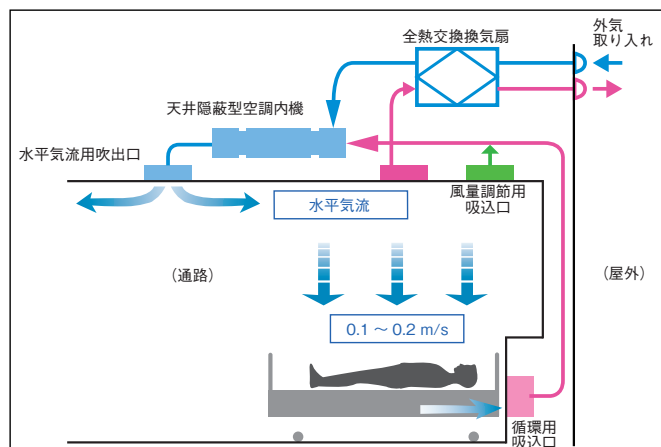 全熱交換換気扇
外気
取り入れ
天井隠蔽型空調内機
水平気流用吹出口
水平気流
風量調節用
吸込口
（通路）
（屋外）
0.1 ～ 0.2 m/s
循環用
吸込口